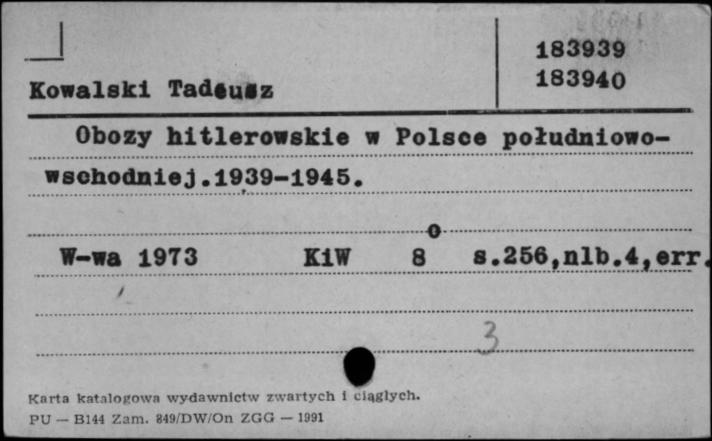 183939
183940
Kowalski Tadeusz
Obozy hitlerowskie w Polsce południowo-
wschodniej.1939-1945.
o
W-wa 1973 KiW 8 s.256,nlb.4,err.
3
Karta katalogowa wydawnictw zwartych i ciągłych.
PU — B144 Zam. 849/DW/On ZGG — 1991